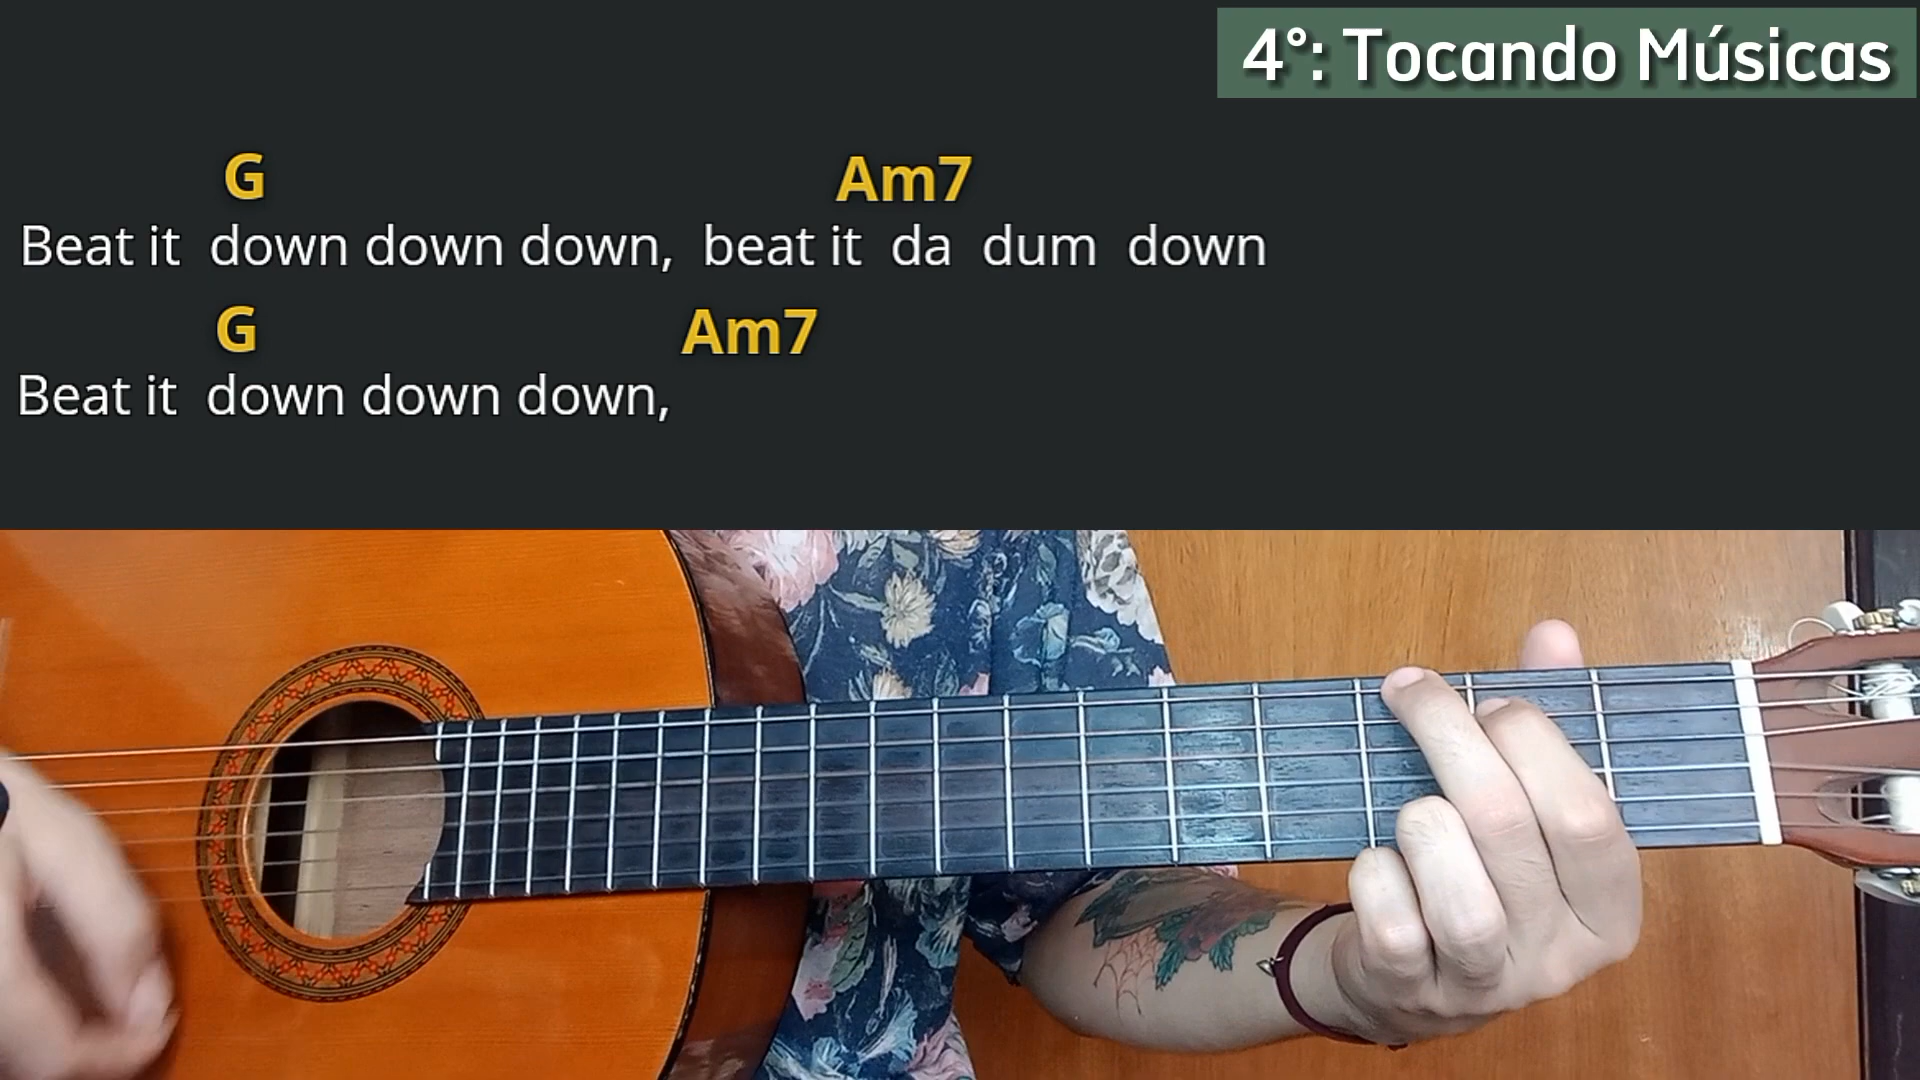 4°: Tocando Músicas
G Am7
Beat it down down down, beat it da dum down
G Am7
Beat it down down down,